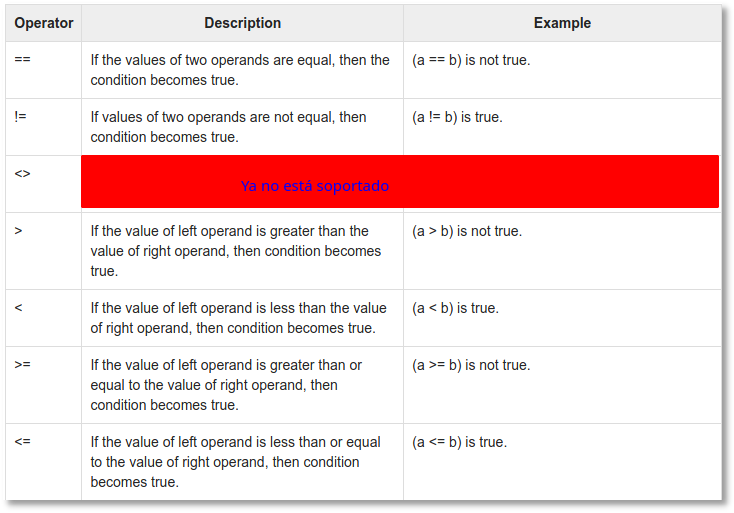 Operator Description Example
== If the values of two operands are equal, then the (a == b) is not true.
condition becomes true.
!= If values of two operands are not equal, then (a != b) is true.
condition becomes true.
<>
Ya no está soportado
> If the value of left operand is greater than the (a > b) is not true.
value of right operand, then condition becomes
true.
< If the value of left operand is less than the value (a < b) is true.
of right operand, then condition becomes true.
>= If the value of left operand is greater than or (a >= b) is not true.
equal to the value of right operand, then
condition becomes true.
<= If the value of left operand is less than or equal (a <= b) is true.
to the value of right operand, then condition
becomes true.